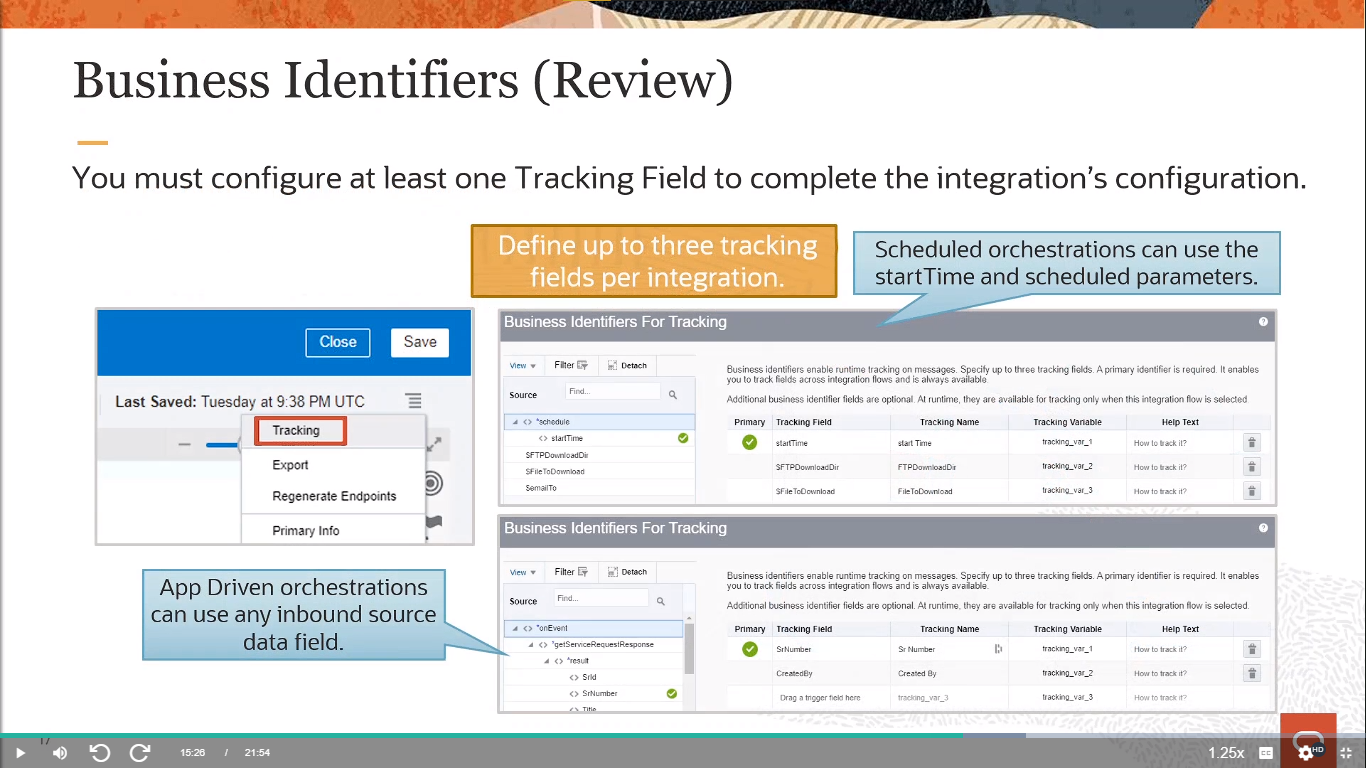 Business Identifiers (Review)
You must configure at least one Tracking Field to complete the integration's configuration.
Define up to three tracking
fields per integration.
Scheduled orchestrations can use the
startTime and scheduled parameters.
Close
Save
Last Saved: Tuesday at 9:38 PM UTC
Tracking
Export
Regenerate Endpoints
Primary Info
App Driven orchestrations
can use any inbound source
data field.
Business Identifiers For Tracking
View
Filter
Detach
Source
Find...
*schedule
startTime
$FTPDownloadDir
$FileToDownload
$emailTo
Business identifiers enable runtime tracking on messages. Specify up to three tracking fields. A primary identifier is required. It enables
you to track fields across integration flows and is always available.
Additional business identifier fields are optional. At runtime, they are available for tracking only when this integration flow is selected.
Primary Tracking Field Tracking Name Tracking Variable Help Text
startTime start Time tracking_var_1 How to track it?
$FTPDownloadDir FTPDownloadDir tracking_var_2 How to track it?
$FileToDownload FileToDownload tracking_var_3 How to track it?
Business Identifiers For Tracking
View
Filter
Detach
Source
Find...
*onEvent
*getServiceRequestResponse
*result
SrId
SrNumber
Title
Business identifiers enable runtime tracking on messages. Specify up to three tracking fields. A primary identifier is required. It enables
you to track fields across integration flows and is always available.
Additional business identifier fields are optional. At runtime, they are available for tracking only when this integration flow is selected.
Primary Tracking Field Tracking Name Tracking Variable Help Text
SrNumber Sr Number tracking_var_1 How to track it?
CreatedBy Created By tracking_var_2 How to track it?
Drag a trigger field here tracking_var_3 tracking_var_3 How to track it?
17
15:26 / 21:54
1.25x
CC
HD